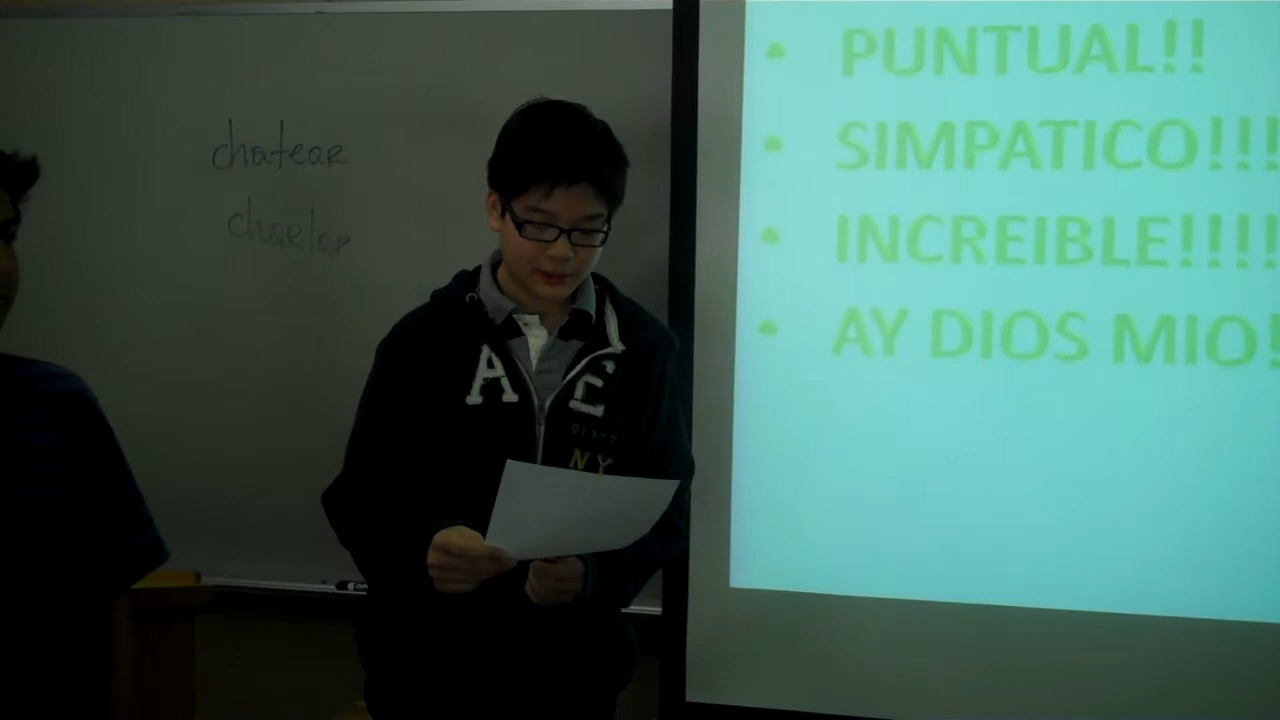 chatear
charlar
A E
NY
• PUNTUAL!!
• SIMPATICO!!!
• INCREIBLE!!!!
• AY DIOS MIO!